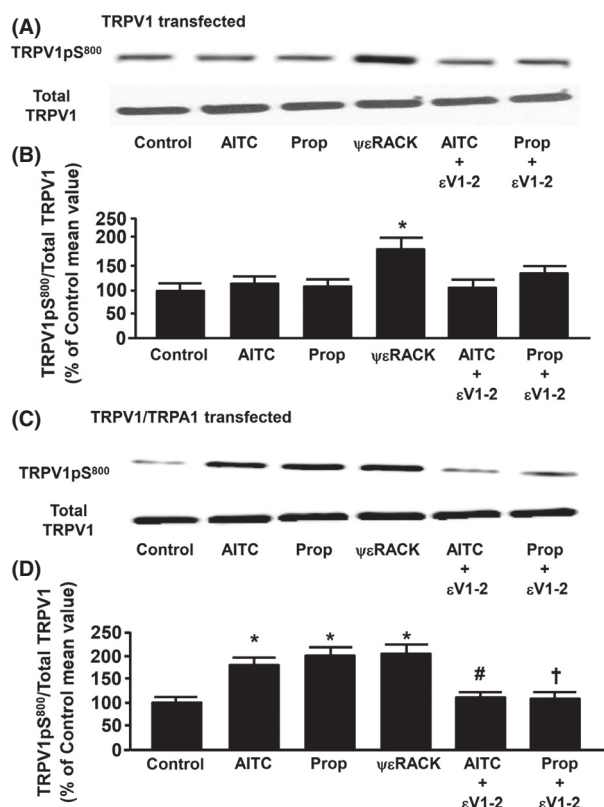 (A) TRPV1 transfected
TRPV1pS⁸⁰⁰
Total
TRPV1
Control AITC Prop ψεRACK AITC Prop
+ +
εV1-2 εV1-2
(B)
TRPV1pS⁸⁰⁰/Total TRPV1
(% of Control mean value)
250
200
150
100
50
0
*
Control AITC Prop ψεRACK AITC Prop
+ +
εV1-2 εV1-2
(C) TRPV1/TRPA1 transfected
TRPV1pS⁸⁰⁰
Total
TRPV1
Control AITC Prop ψεRACK AITC Prop
+ +
εV1-2 εV1-2
(D)
TRPV1pS⁸⁰⁰/Total TRPV1
(% of Control mean value)
250
200
150
100
50
0
* * * # †
Control AITC Prop ψεRACK AITC Prop
+ +
εV1-2 εV1-2